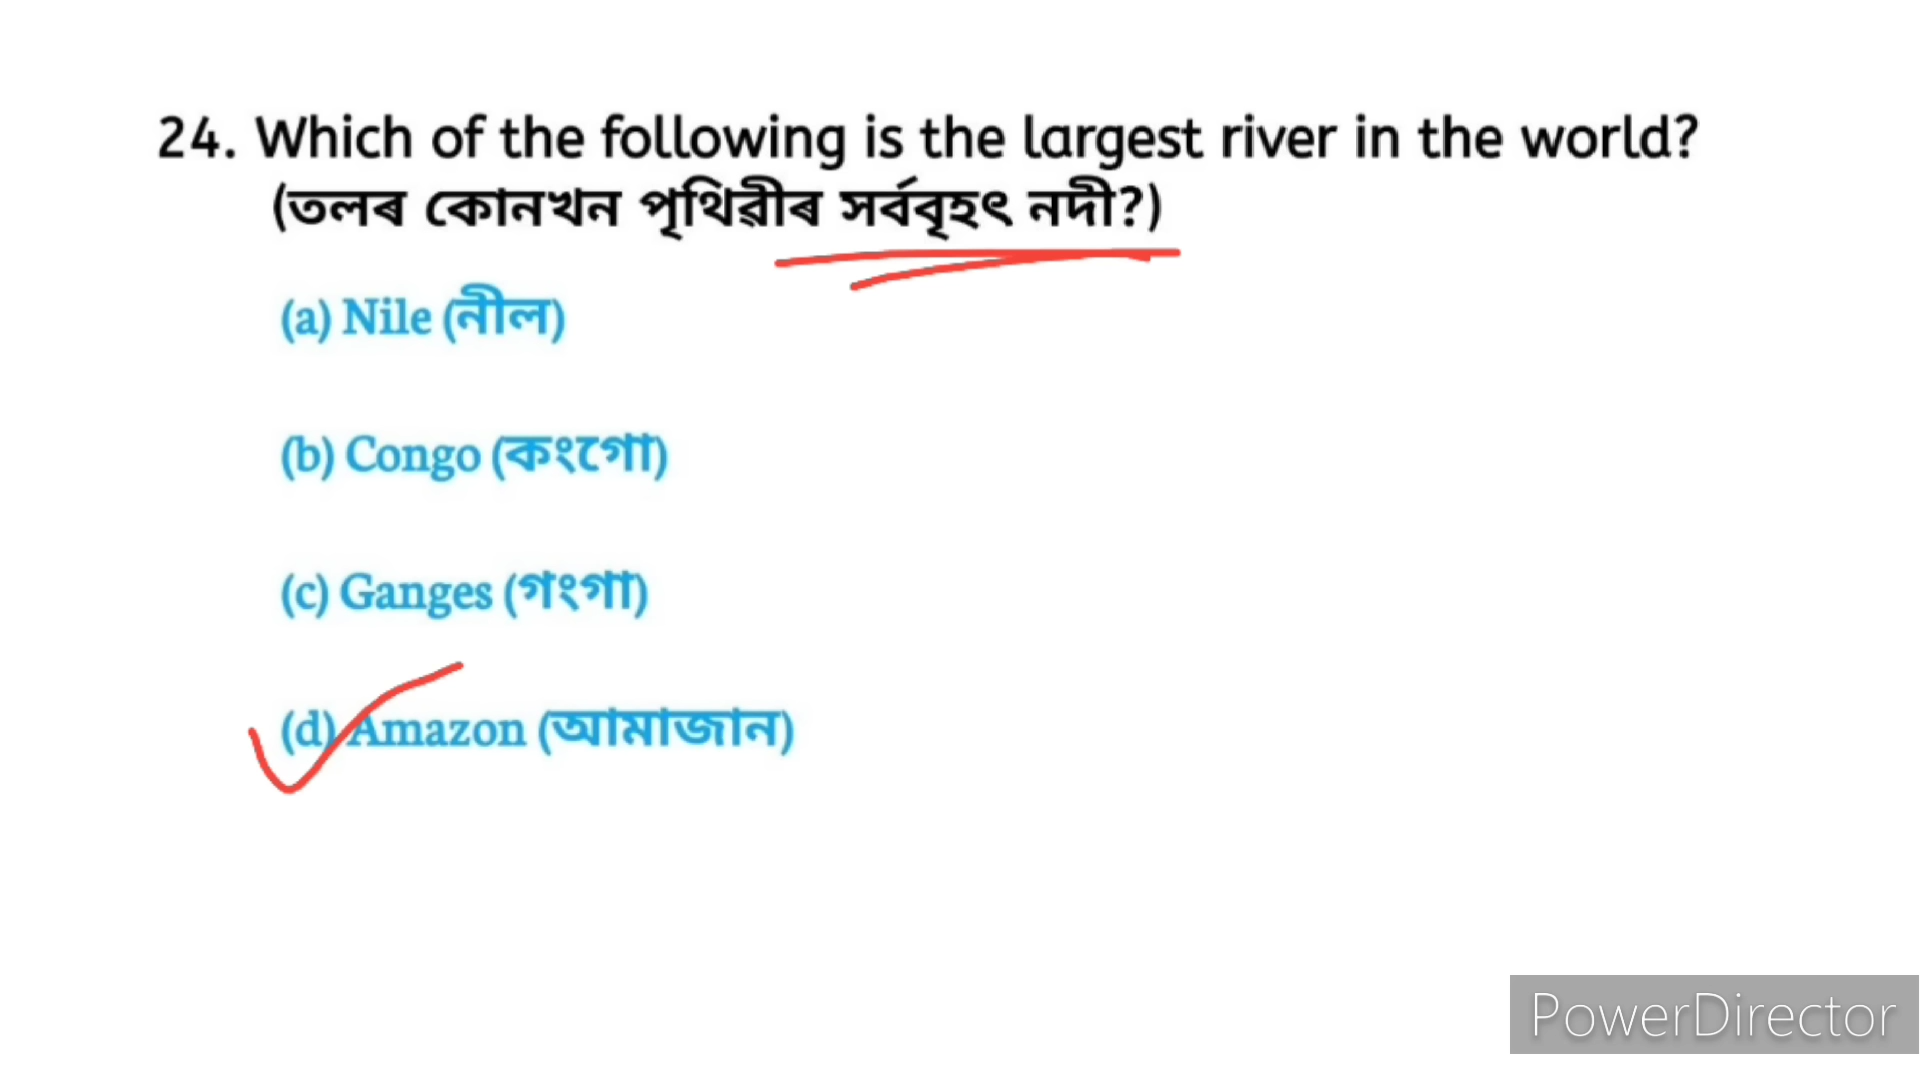 24. Which of the following is the largest river in the world?
(তলৰ কোনখন পৃথিৱীৰ সৰ্ববৃহৎ নদী?)
(a) Nile (নীল)
(b) Congo (কংগো)
(c) Ganges (গংগা)
(d) Amazon (আমাজান)
PowerDirector